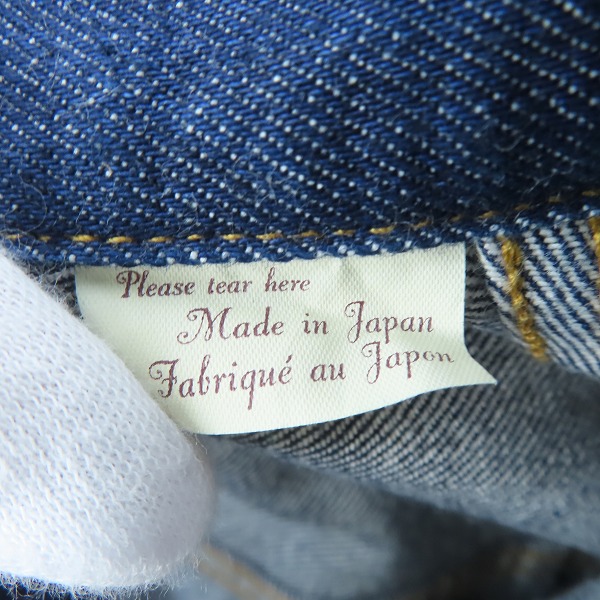 Please tear here
Made in Japan
Fabriqué au Japon